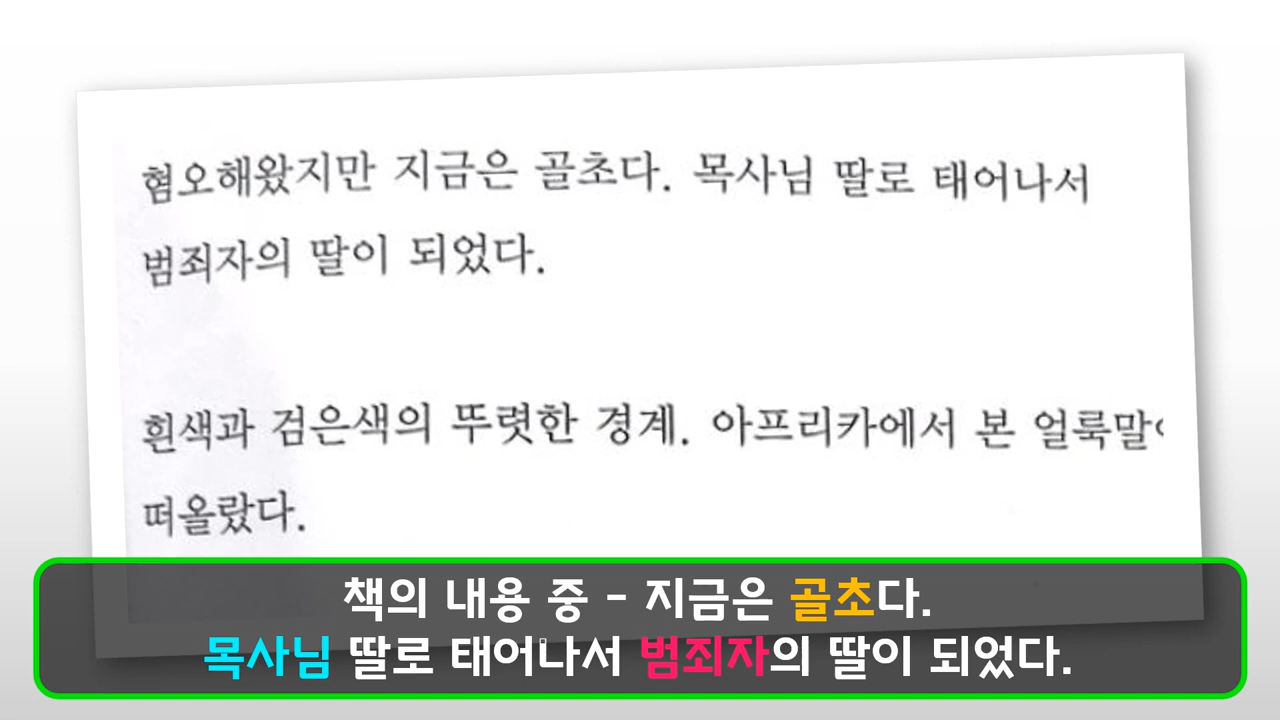 혐오해왔지만 지금은 골초다. 목사님 딸로 태어나서
범죄자의 딸이 되었다.
흰색과 검은색의 뚜렷한 경계. 아프리카에서 본 얼룩말
떠올랐다.
책의 내용 중 - 지금은 골초다.
목사님 딸로 태어나서 범죄자의 딸이 되었다.